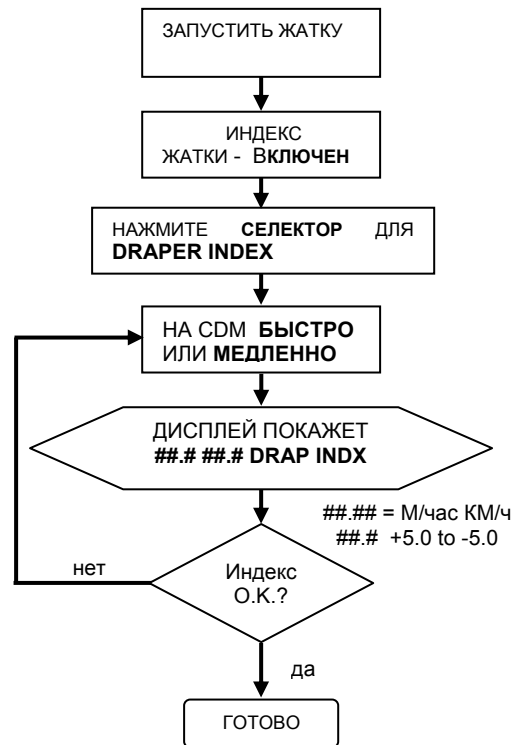 ЗАПУСТИТЬ ЖАТКУ
ИНДЕКС
ЖАТКИ - ВКЛЮЧЕН
НАЖМИТЕ СЕЛЕКТОР ДЛЯ
DRAPER INDEX
НА CDM БЫСТРО
ИЛИ МЕДЛЕННО
ДИСПЛЕЙ ПОКАЖЕТ
##.# ##.# DRAP INDX
##.## = М/час КМ/ч
##.# +5.0 to -5.0
нет
Индекс
О.К.?
да
ГОТОВО